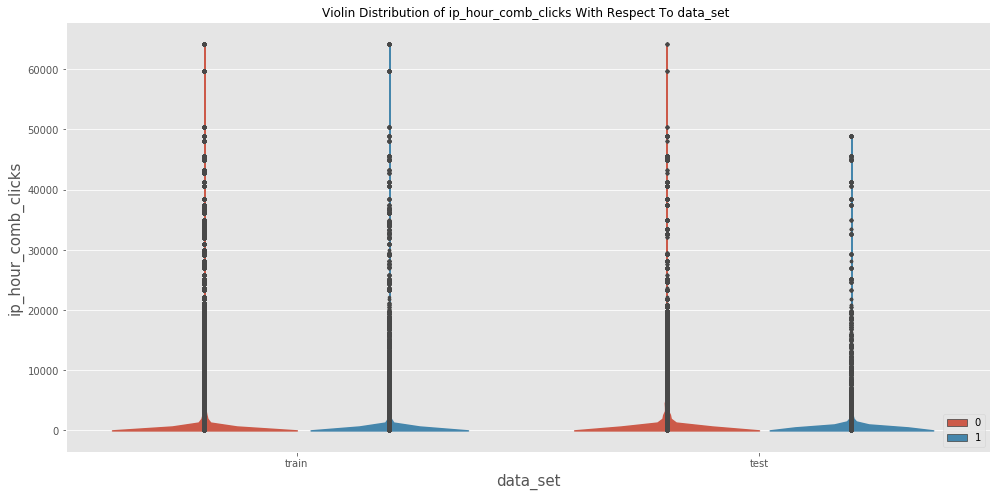 Violin Distribution of ip_hour_comb_clicks With Respect To data_set
ip_hour_comb_clicks
60000
50000
40000
30000
20000
10000
0
train
test
data_set
0
1